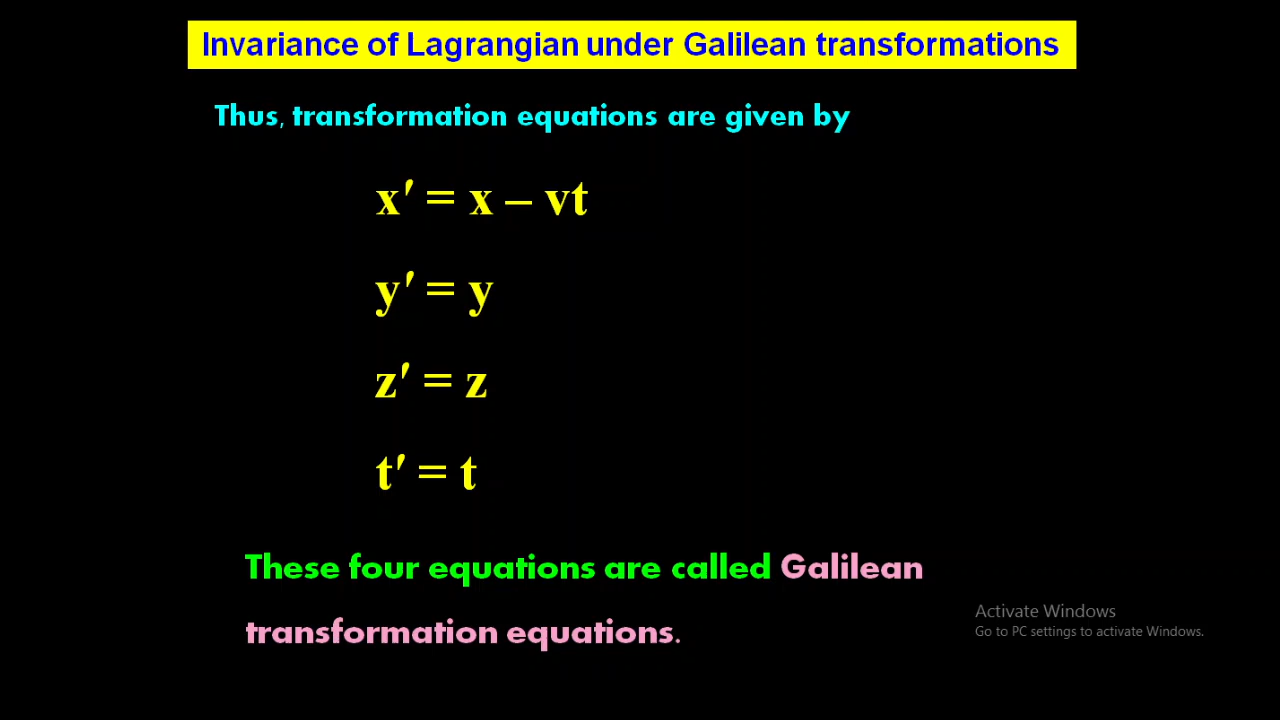 Invariance of Lagrangian under Galilean transformations
Thus, transformation equations are given by
x′ = x – vt
y′ = y
z′ = z
t′ = t
These four equations are called Galilean
transformation equations.
Activate Windows
Go to PC settings to activate Windows.